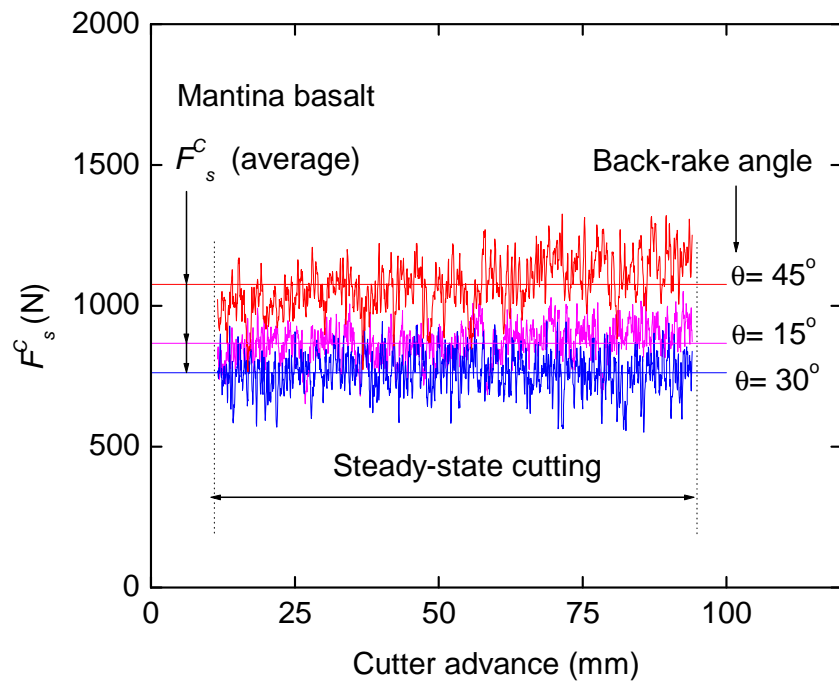 2000
1500
1000
500
0
F^C_s (N)
Mantina basalt
F^C_s (average)
Back-rake angle
θ= 45°
θ= 15°
θ= 30°
Steady-state cutting
0 25 50 75 100
Cutter advance (mm)